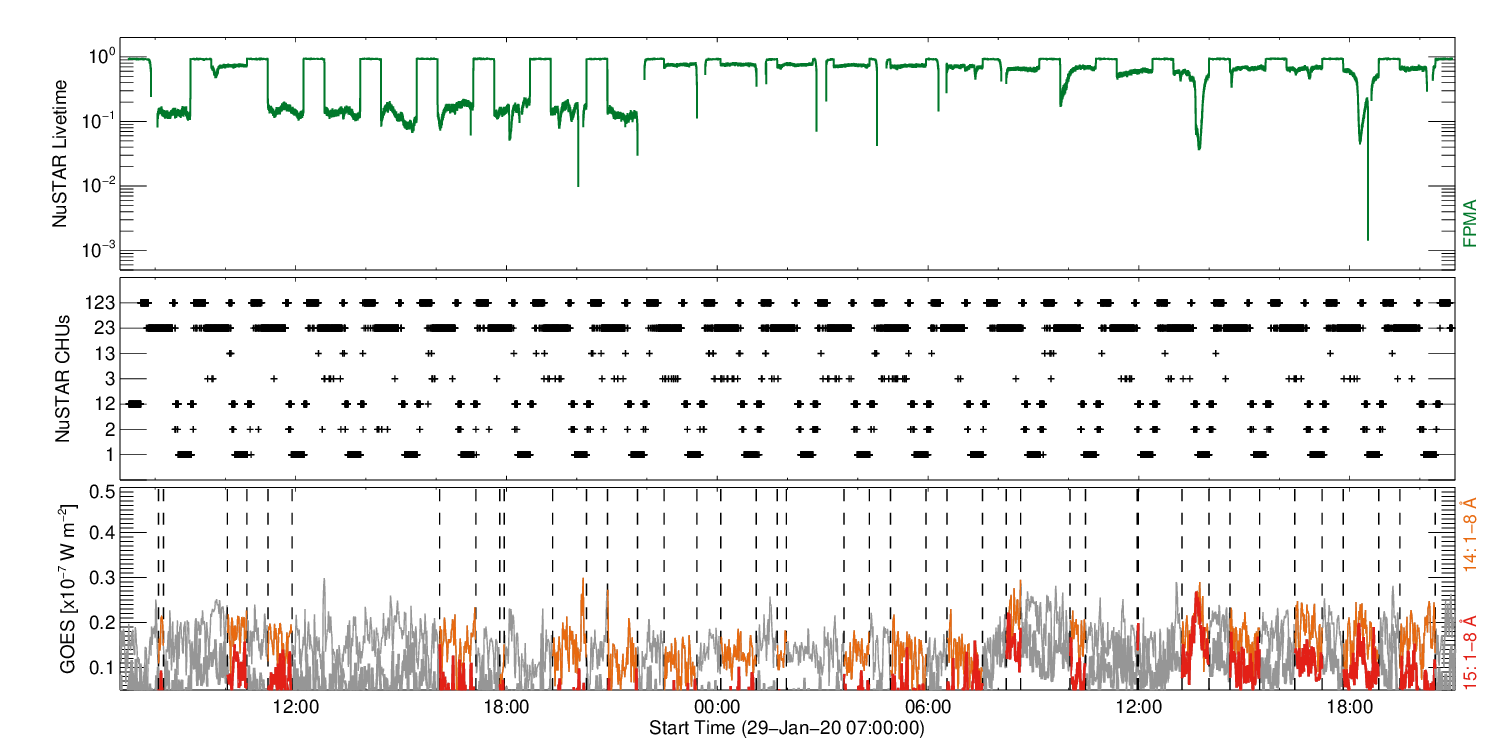 NuSTAR Livetime
10⁰
10⁻¹
10⁻²
10⁻³
FPMA
NuSTAR CHUs
123
23
13
3
12
2
1
GOES [x10⁻⁷ W m⁻²]
0.5
0.4
0.3
0.2
0.1
14: 1−8 Å
15: 1−8 Å
12:00 18:00 00:00 06:00 12:00 18:00
Start Time (29−Jan−20 07:00:00)